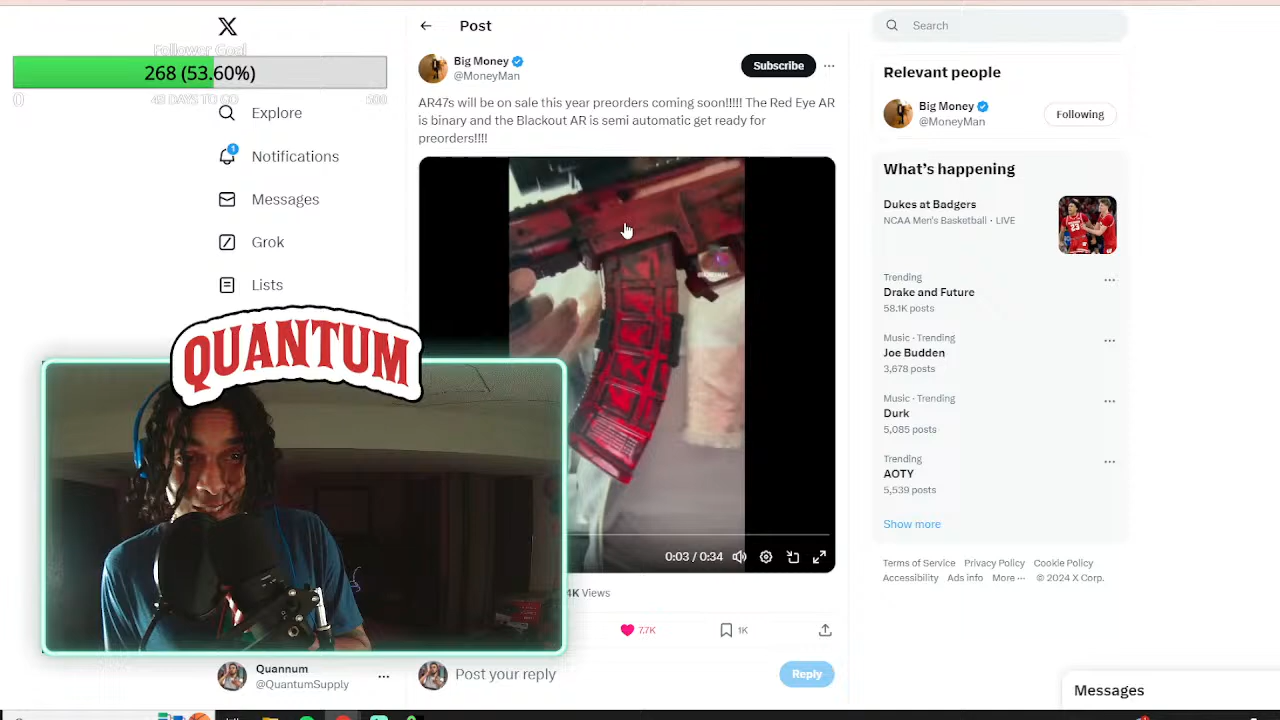 Follower Goal
268 (53.60%)
500
Explore
1
Notifications
Messages
Grok
Lists
QUANTUM
Quannum
@QuantumSupply
Post
Big Money
@MoneyMan
Subscribe
AR47s will be on sale this year preorders coming soon!!!!! The Red Eye AR
is binary and the Blackout AR is semi automatic get ready for
preorders!!!!
0:03 / 0:34
4K Views
7.7K
1K
Post your reply
Reply
Search
Relevant people
Big Money
@MoneyMan
Following
What's happening
Dukes at Badgers
NCAA Men's Basketball · LIVE
Trending
Drake and Future
58.1K posts
Music · Trending
Joe Budden
3,678 posts
Music · Trending
Durk
5,085 posts
Trending
AOTY
5,539 posts
Show more
Terms of Service Privacy Policy Cookie Policy
Accessibility Ads info More ··· © 2024 X Corp.
Messages